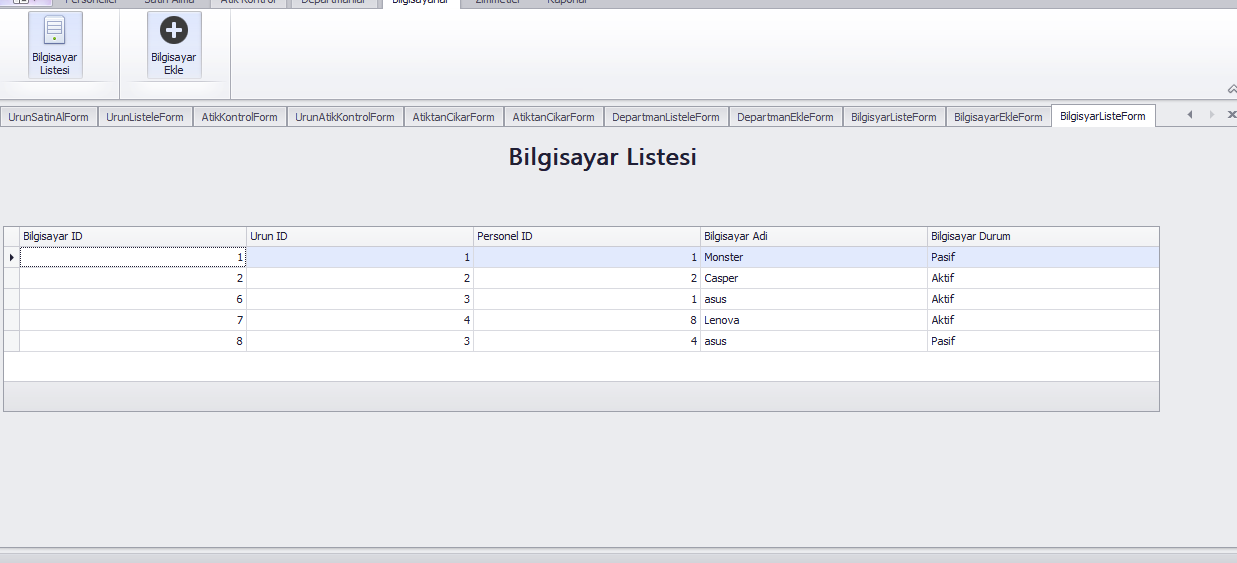 Personeller Satın Alma Atık Kontrol Departmanlar Bilgisayarlar Zimmetler Raporlar
Bilgisayar
Listesi
Bilgisayar
Ekle
UrunSatinAlForm UrunListeleForm AtikKontrolForm UrunAtikKontrolForm AtiktanCikarForm AtiktanCikarForm DepartmanListeleForm DepartmanEkleForm BilgisyarListeForm BilgisayarEkleForm BilgisyarListeForm
Bilgisayar Listesi
Bilgisayar ID Urun ID Personel ID Bilgisayar Adi Bilgisayar Durum
1 1 1 Monster Pasif
2 2 2 Casper Aktif
6 3 1 asus Aktif
7 4 8 Lenova Aktif
8 3 4 asus Pasif